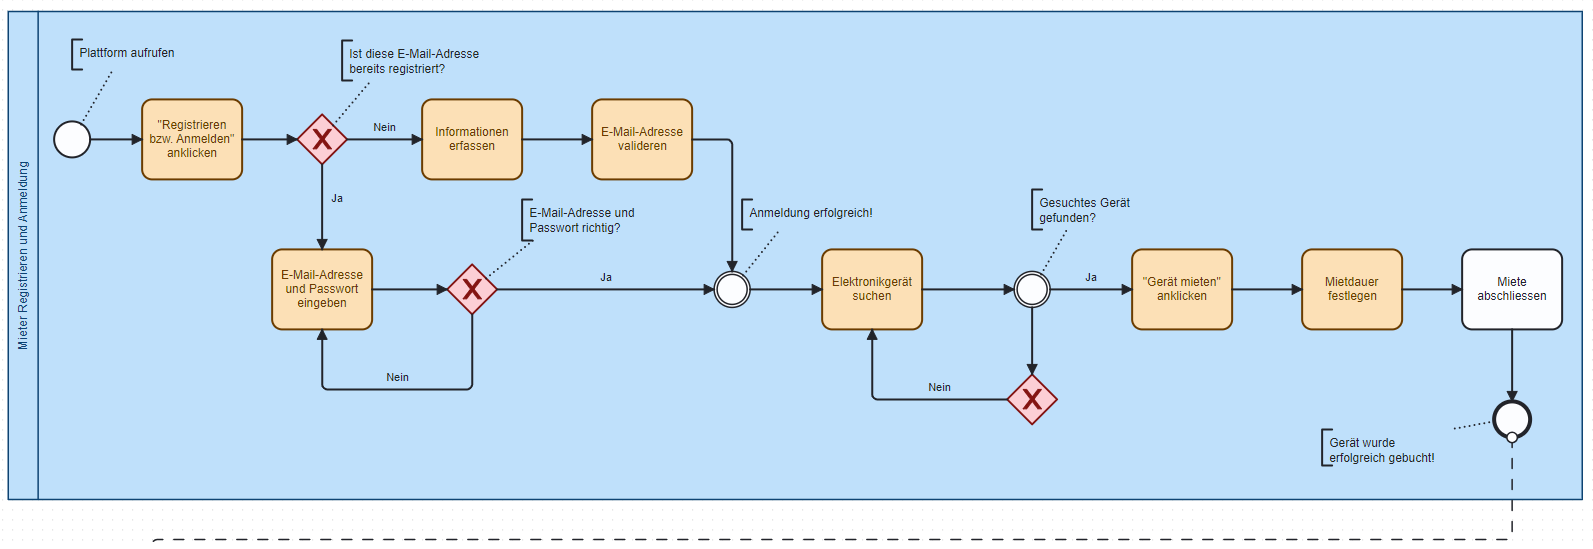 Mieter Registrieren und Anmeldung
Plattform aufrufen
"Registrieren
bzw. Anmelden"
anklicken
Ist diese E-Mail-Adresse
bereits registriert?
Nein
Informationen
erfassen
E-Mail-Adresse
valideren
Ja
E-Mail-Adresse
und Passwort
eingeben
E-Mail-Adresse und
Passwort richtig?
Ja
Nein
Anmeldung erfolgreich!
Elektronikgerät
suchen
Gesuchtes Gerät
gefunden?
Ja
Nein
"Gerät mieten"
anklicken
Mietdauer
festlegen
Miete
abschliessen
Gerät wurde
erfolgreich gebucht!